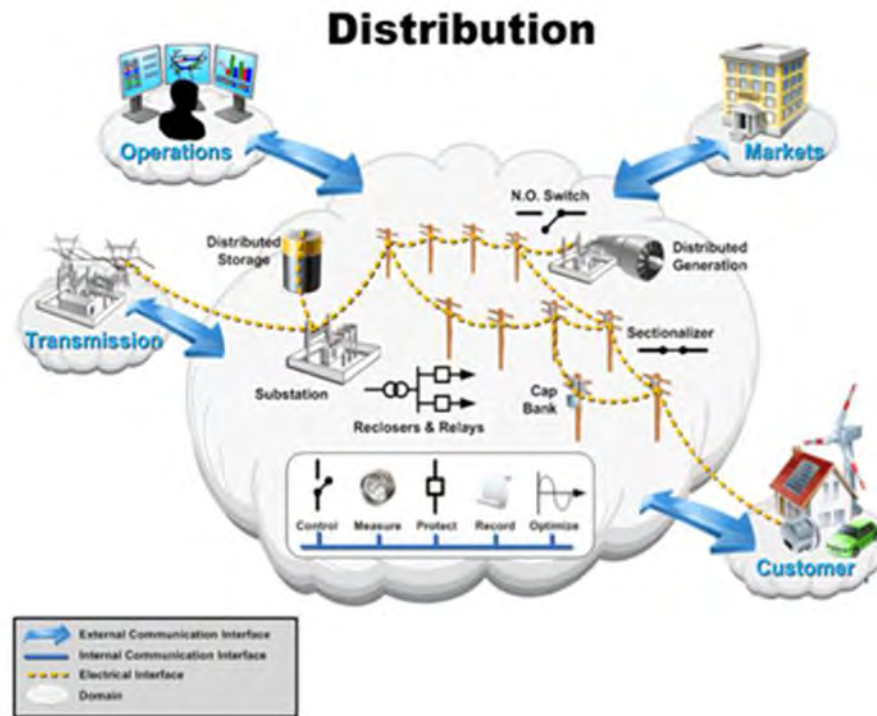 Distribution
Operations
Markets
N.O. Switch
Distributed
Storage
Distributed
Generation
Transmission
Sectionalizer
Substation
Cap
Bank
Reclosers & Relays
Control
Measure
Protect
Record
Optimize
Customer
External Communication Interface
Internal Communication Interface
Electrical Interface
Domain